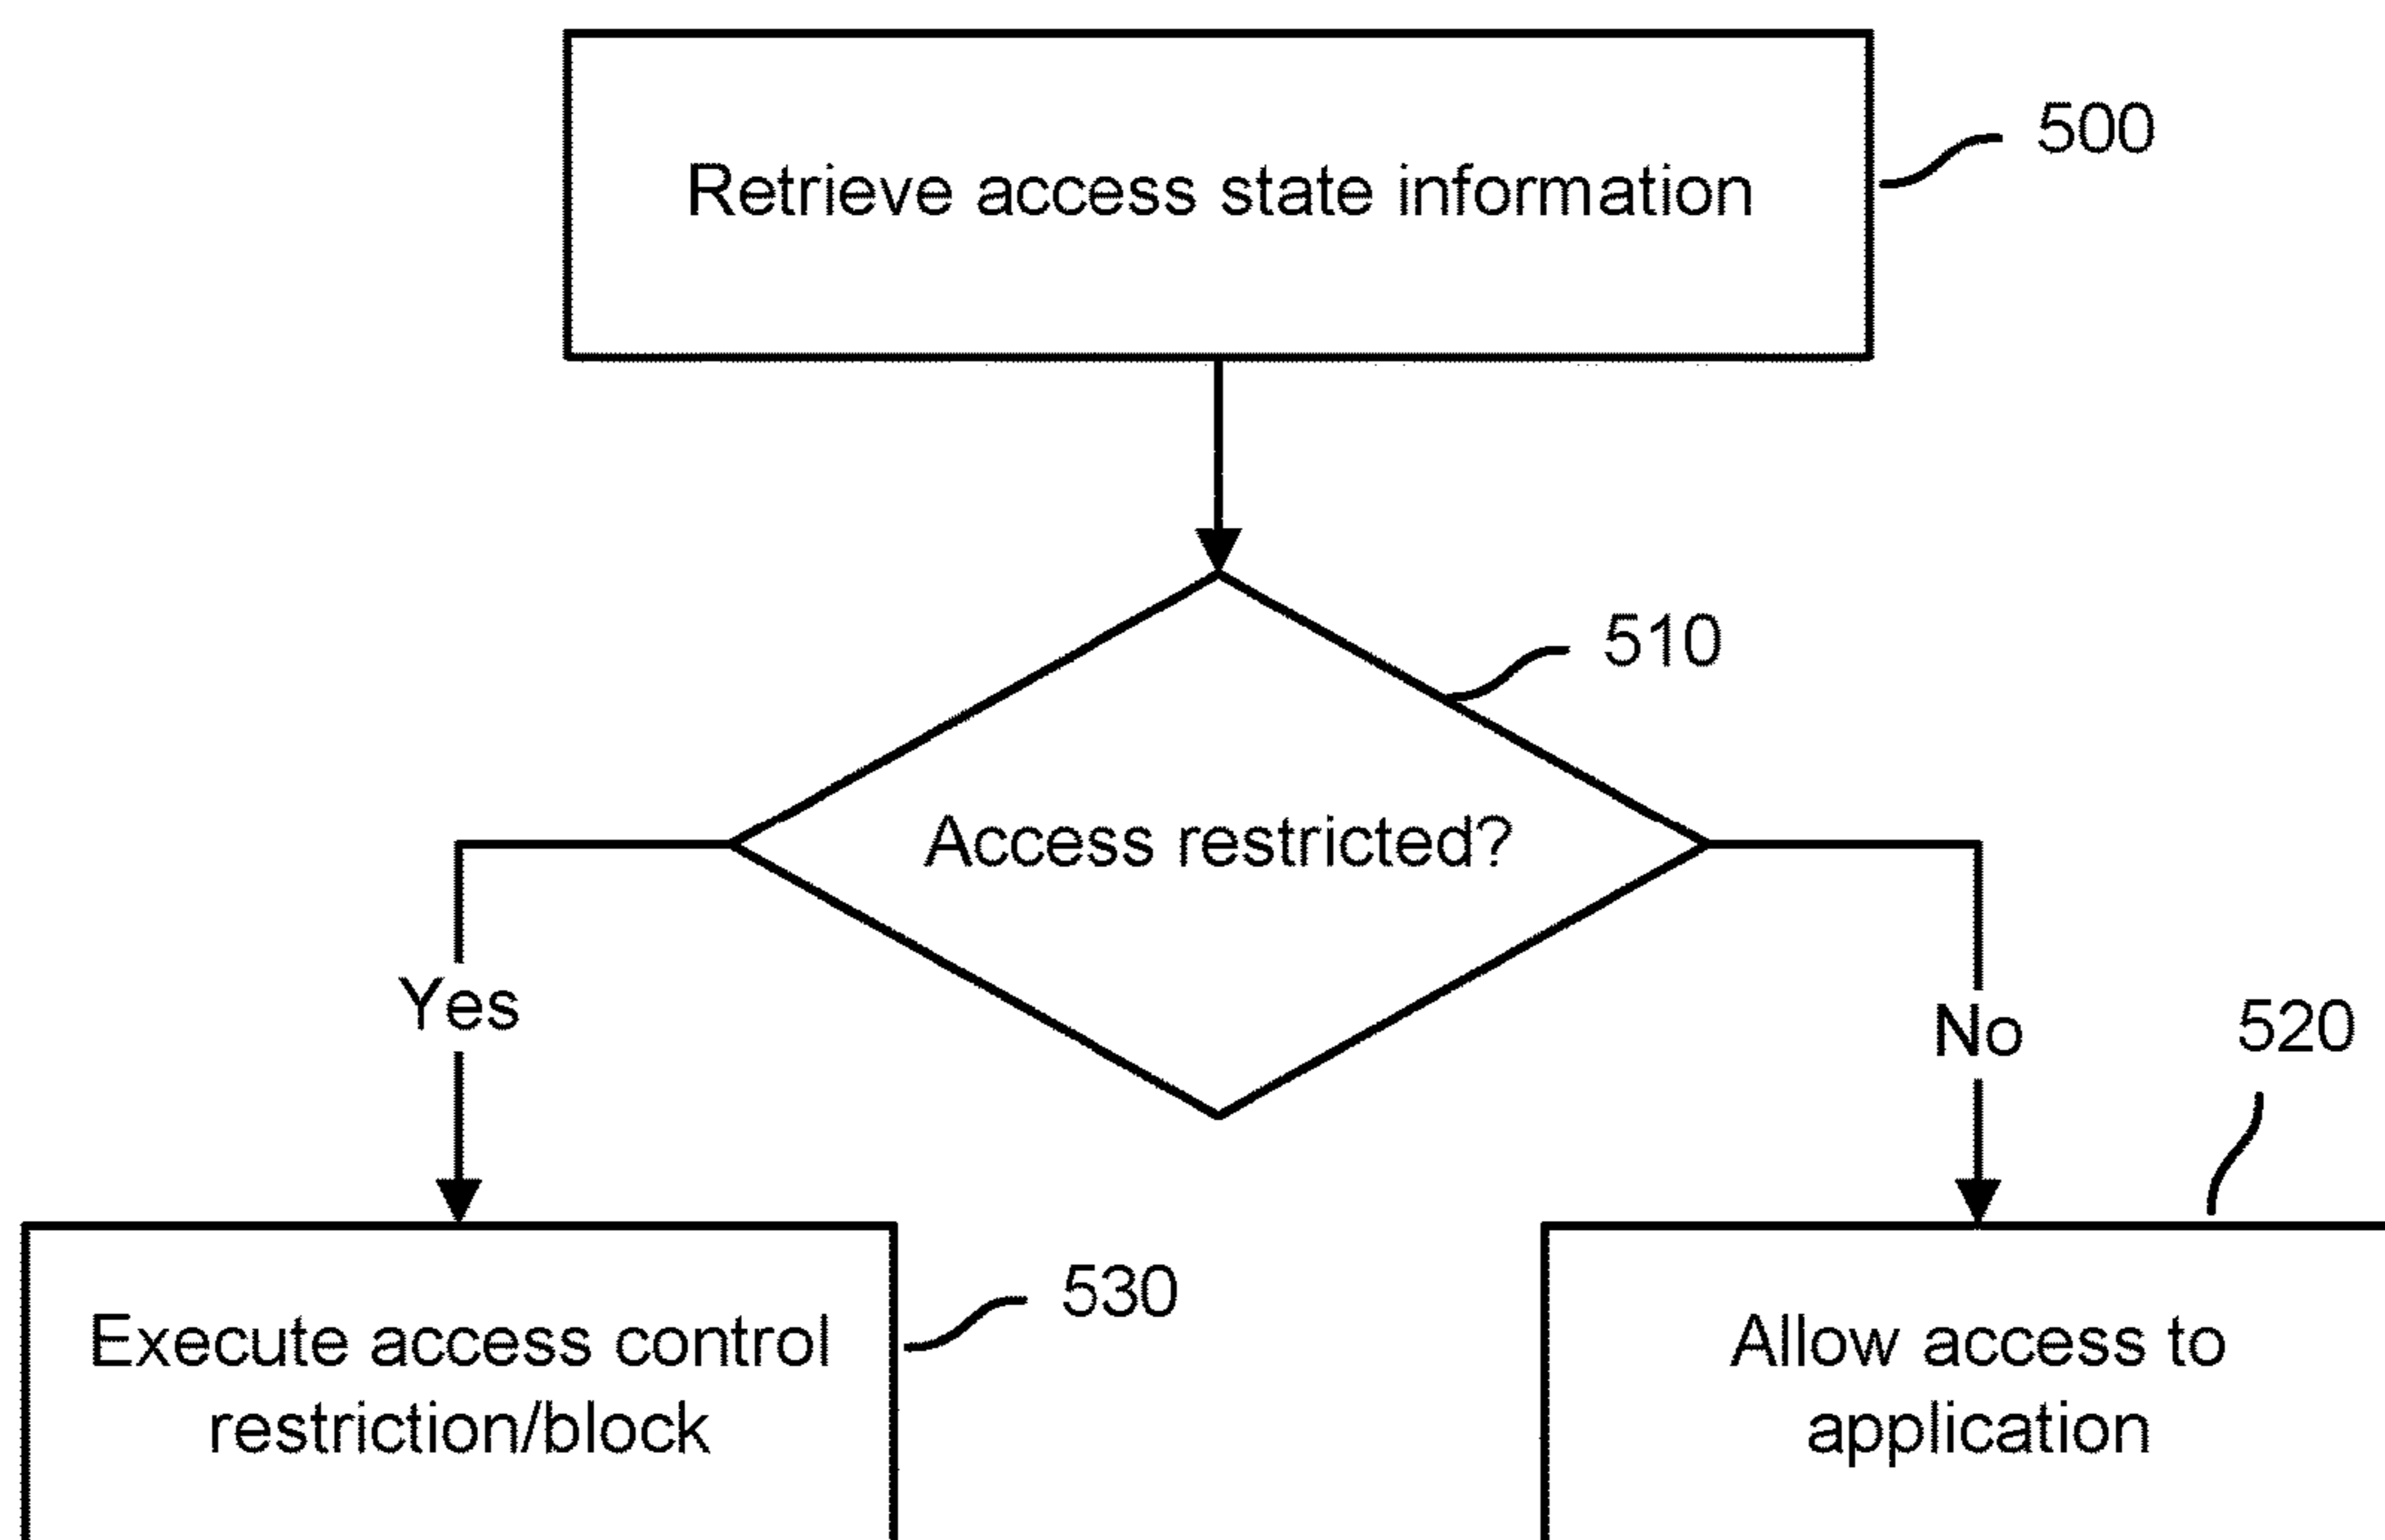 Retrieve access state information
500
510
Access restricted?
Yes
No
520
530
Execute access control
restriction/block
Allow access to
application